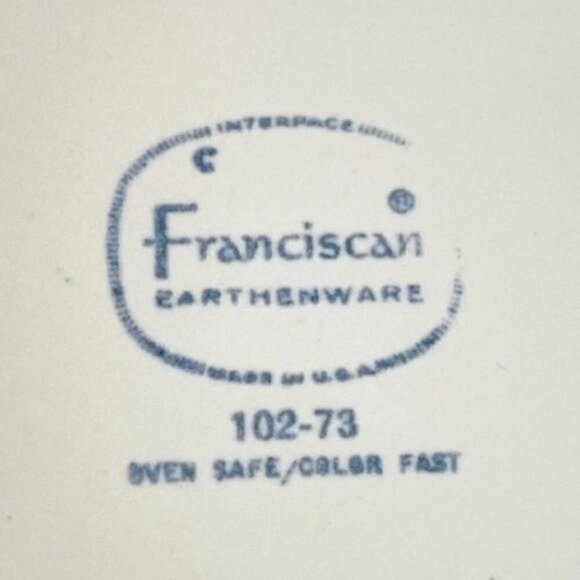 INTERPACE
C
Franciscan ®
EARTHENWARE
MADE IN U.S.A.
102-73
OVEN SAFE/COLOR FAST